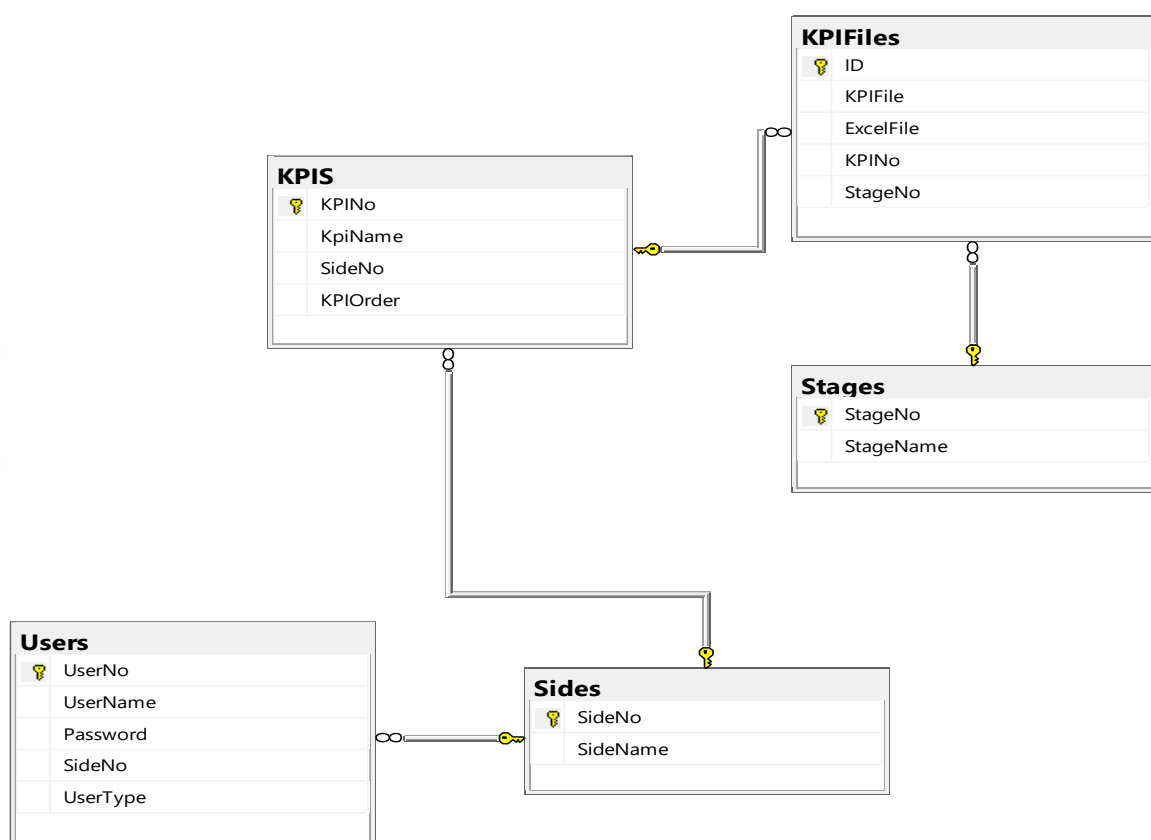 KPIFiles
ID
KPIFile
ExcelFile
KPINo
StageNo
KPIS
KPINo
KpiName
SideNo
KPIOrder
Stages
StageNo
StageName
Users
UserNo
UserName
Password
SideNo
UserType
Sides
SideNo
SideName